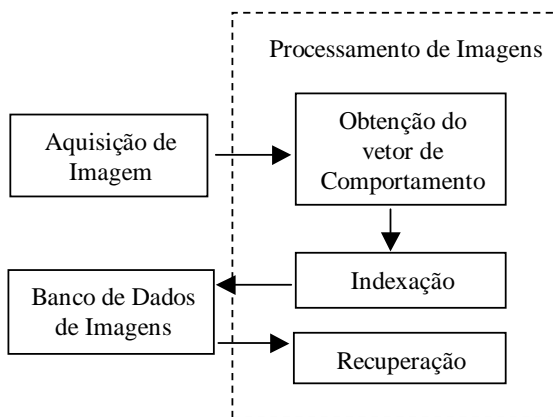 Processamento de Imagens
Aquisição de
Imagem
Obtenção do
vetor de
Comportamento
Indexação
Banco de Dados
de Imagens
Recuperação